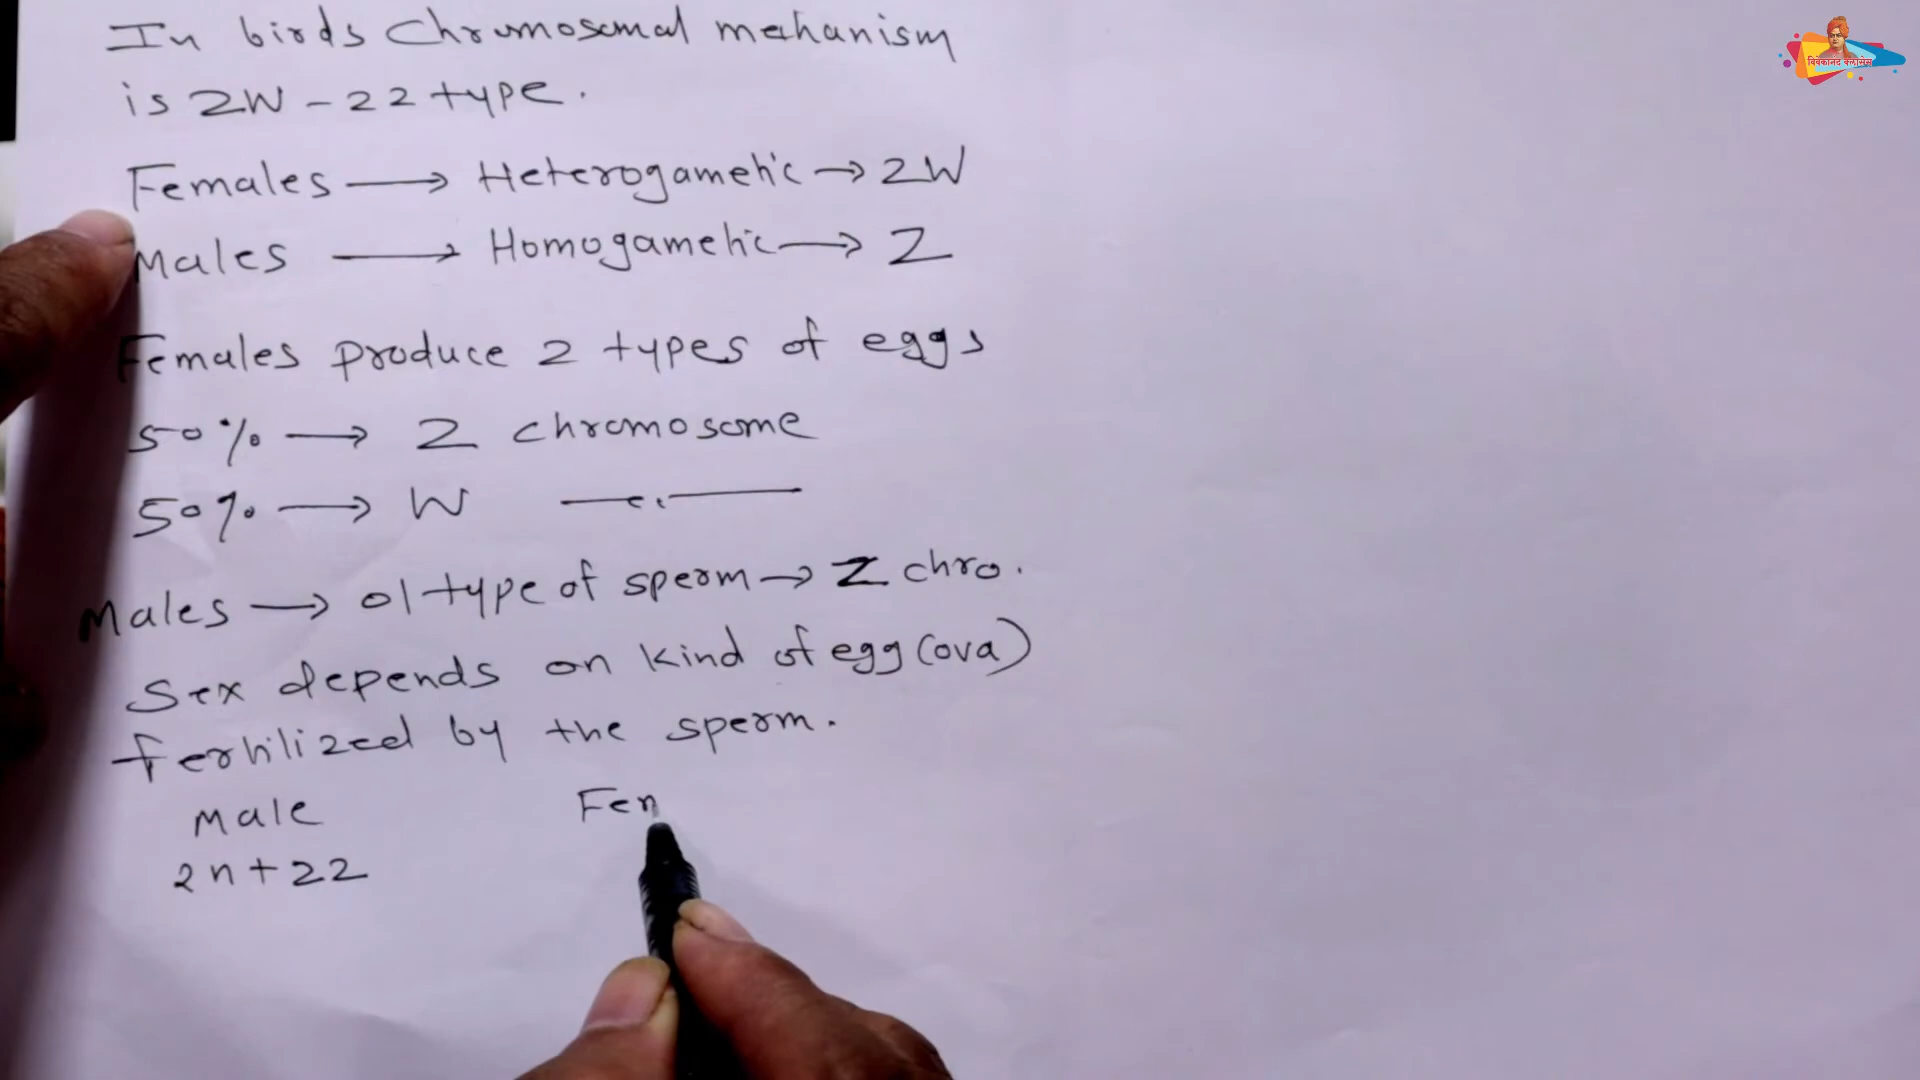 In birds Chromosomal mechanism
is ZW - ZZ type.
Females → Heterogametic → ZW
Males → Homogametic → Z
Females produce 2 types of eggs
50% → Z chromosome
50% → W —〃—
Males → 01 type of sperm → Z chro.
Sex depends on kind of egg (ova)
fertilized by the sperm.
Male Fem
2n + ZZ
विवेकानंद क्लासेस